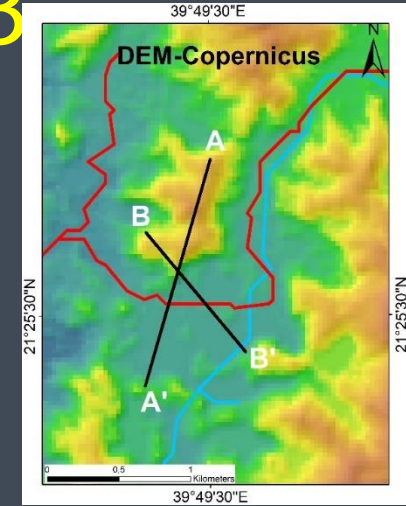 B
39°49'30"E
DEM-Copernicus
N
A
B
21°25'30"N
21°25'30"N
B'
A'
0 0.5 1
Kilometers
39°49'30"E